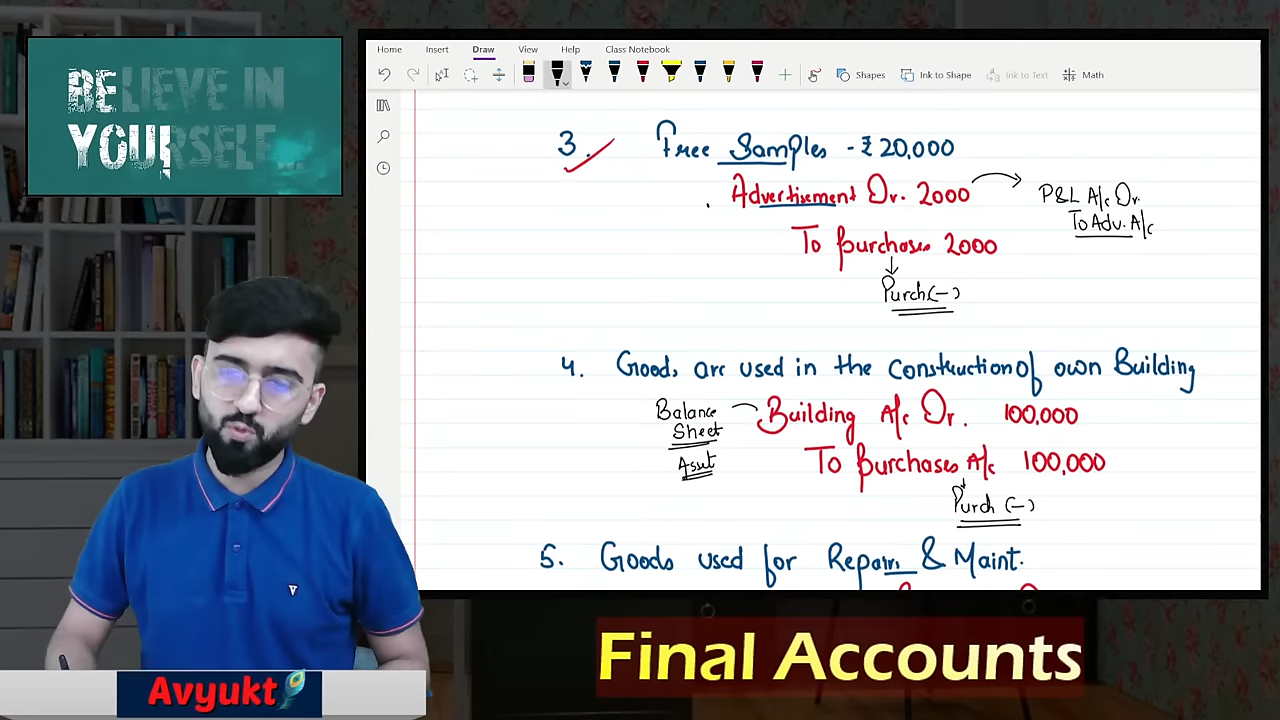 BELIEVE IN
YOURSELF...
Home Insert Draw View Help Class Notebook
Shapes Ink to Shape Ink to Text Math
3. Free Samples - ₹20,000
Advertisement Dr. 2000
P&L A/c Dr.
To Adv. A/c
To purchases 2000
Purch (-)
4. Goods are used in the construction of own Building
Balance
Sheet
Asset
Building A/c Dr. 100,000
To purchases A/c 100,000
Purch (-)
5. Goods used for Repairs & Maint.
Final Accounts
Avyukt